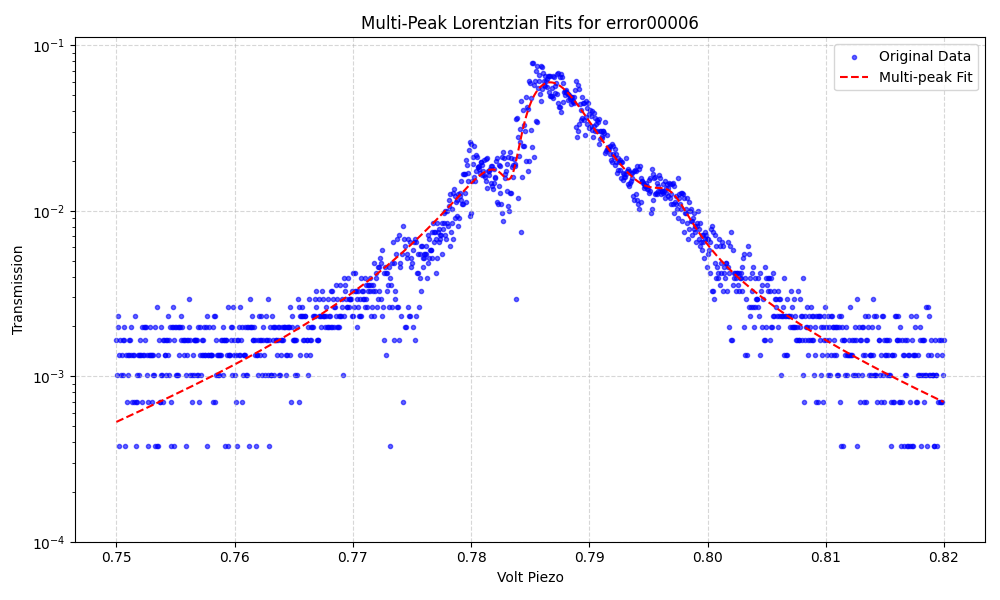 Multi-Peak Lorentzian Fits for error00006
Original Data
Multi-peak Fit
Transmission
10⁻¹
10⁻²
10⁻³
10⁻⁴
0.75 0.76 0.77 0.78 0.79 0.80 0.81 0.82
Volt Piezo